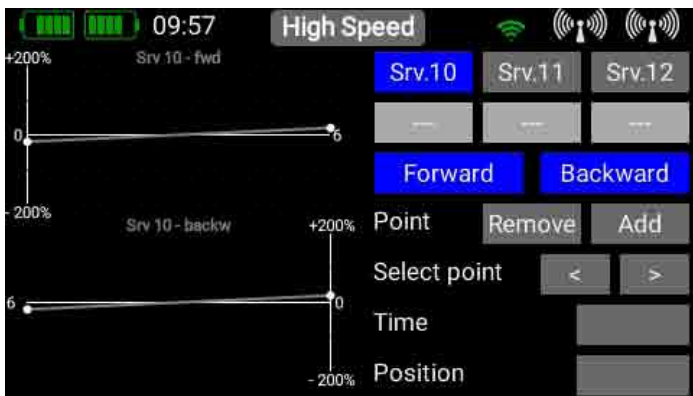 09:57 High Speed
+200% Srv 10 - fwd
0 6
- 200%
Srv 10 - backw +200%
6 0
- 200%
Srv.10 Srv.11 Srv.12
--- --- ---
Forward Backward
Point Remove Add
Select point < >
Time
Position